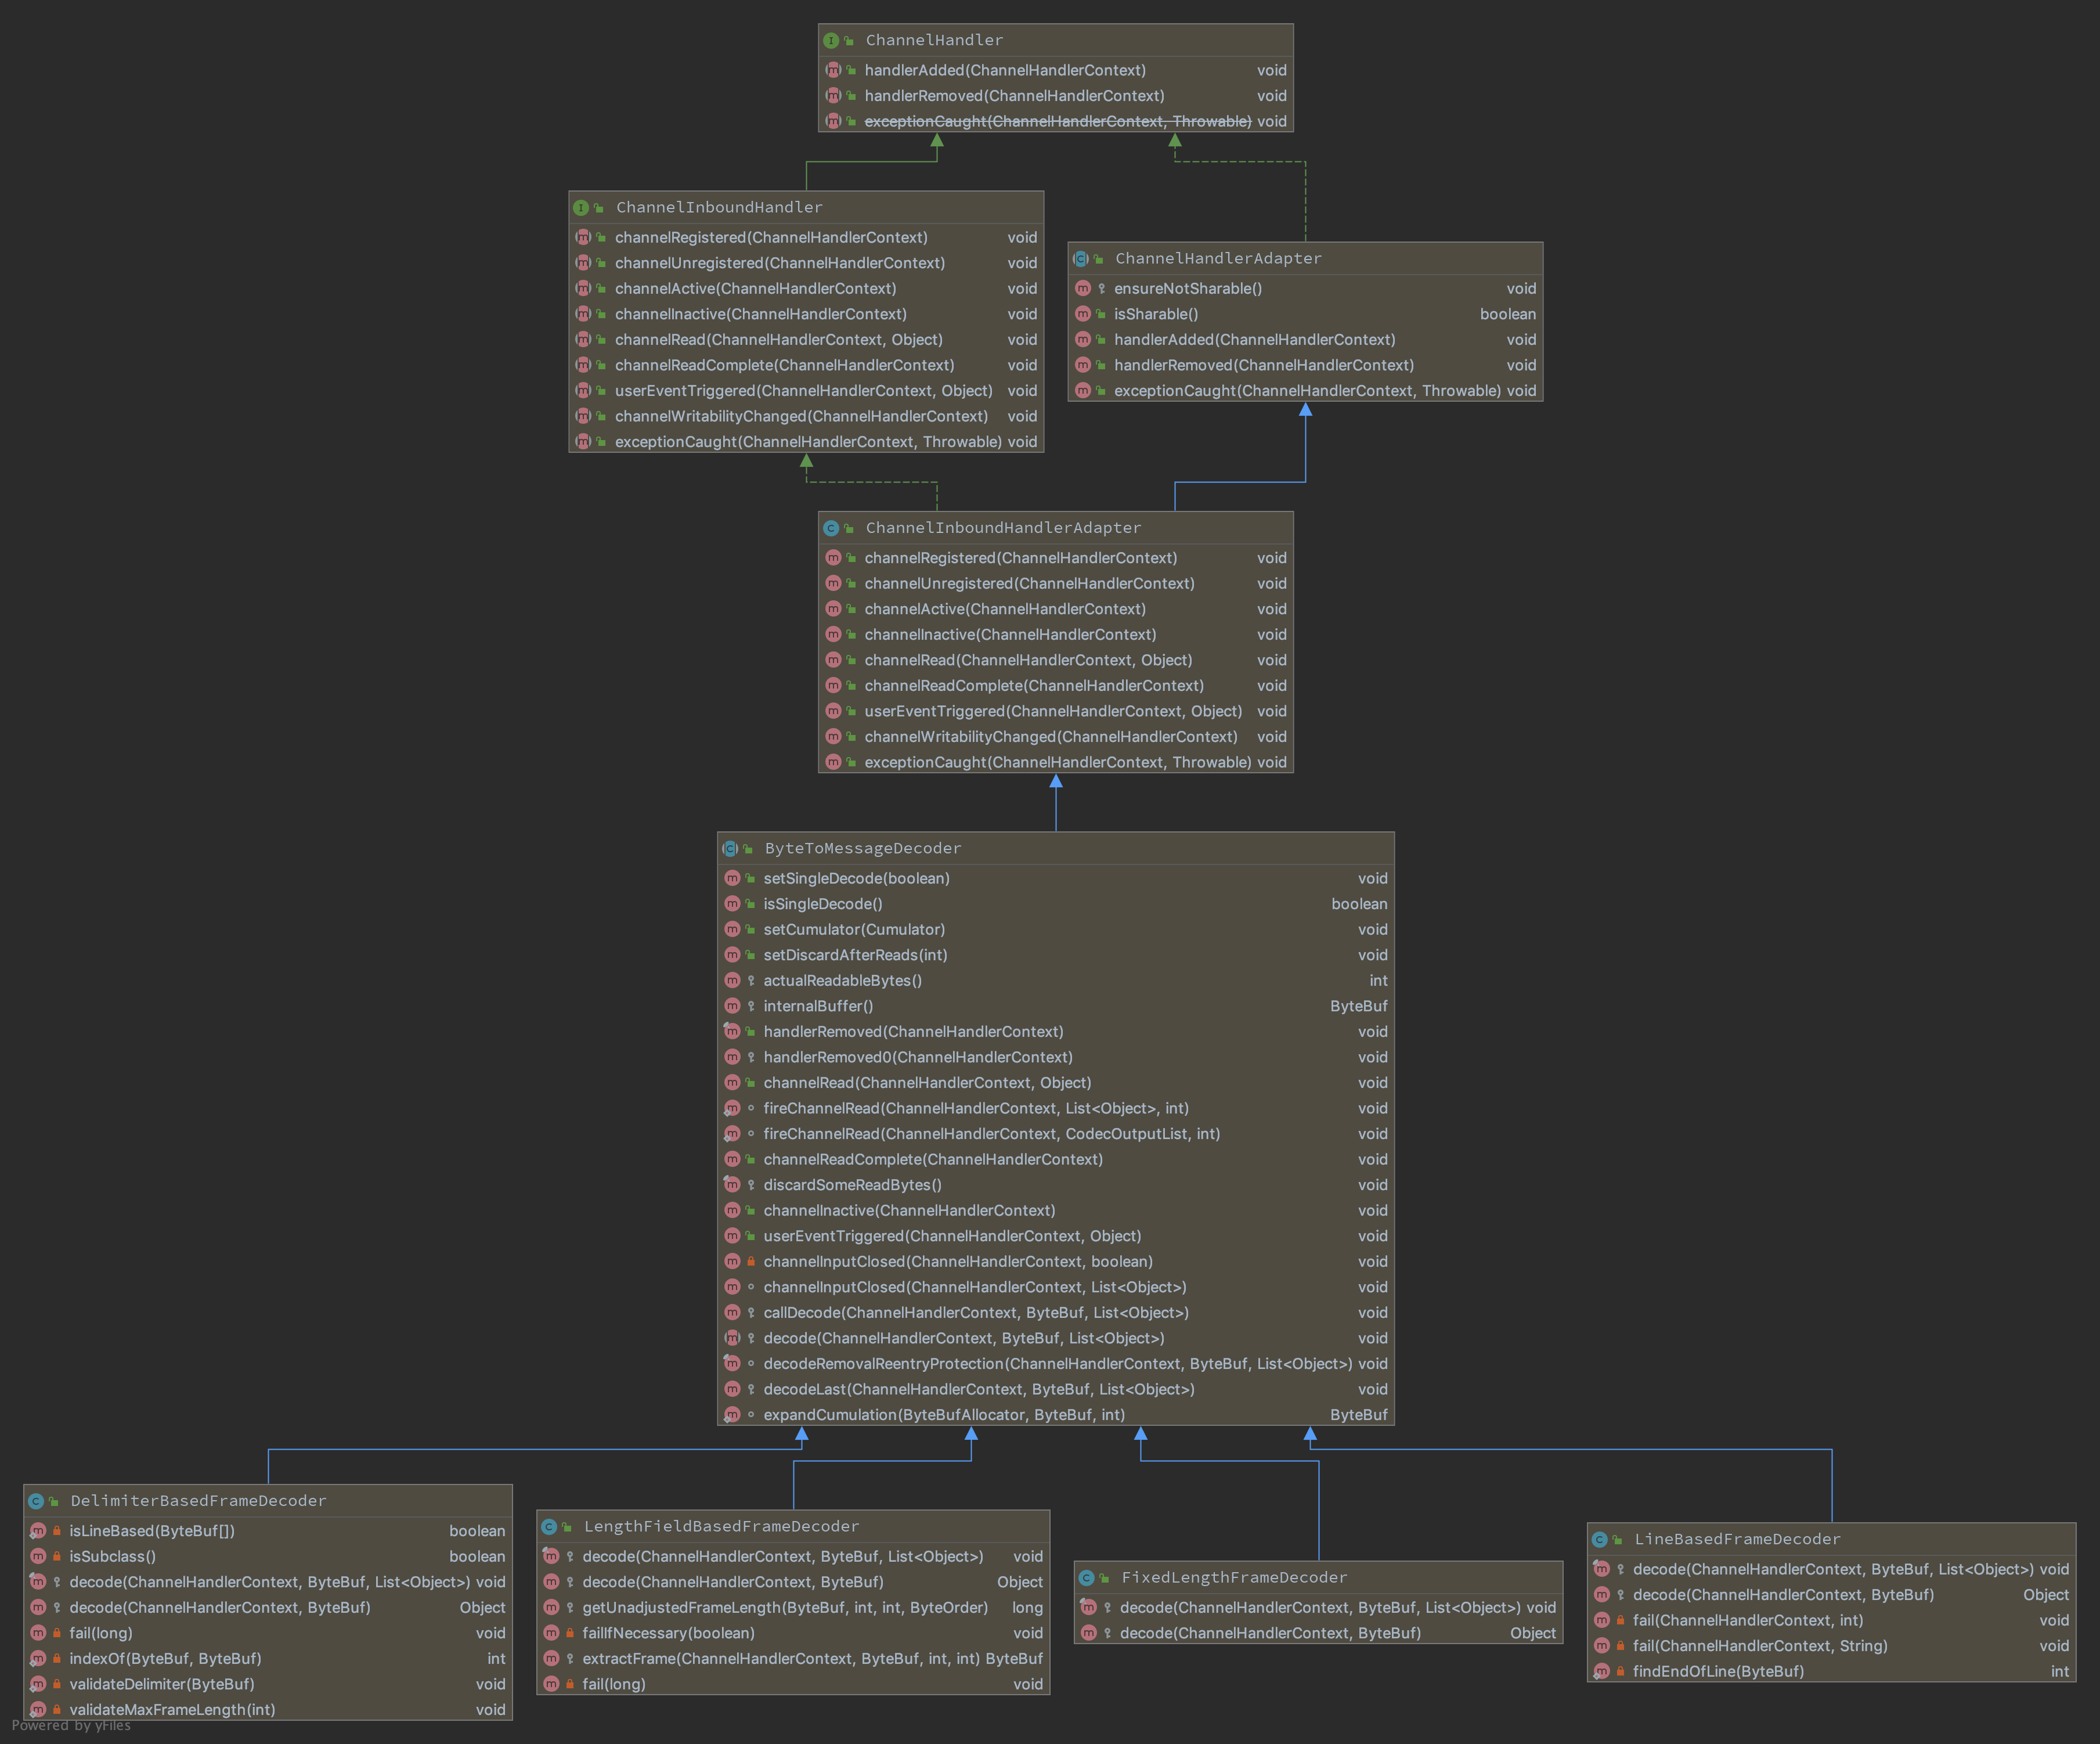 ChannelHandler
handlerAdded(ChannelHandlerContext) void
handlerRemoved(ChannelHandlerContext) void
exceptionCaught(ChannelHandlerContext, Throwable) void
ChannelInboundHandler
channelRegistered(ChannelHandlerContext) void
channelUnregistered(ChannelHandlerContext) void
channelActive(ChannelHandlerContext) void
channelInactive(ChannelHandlerContext) void
channelRead(ChannelHandlerContext, Object) void
channelReadComplete(ChannelHandlerContext) void
userEventTriggered(ChannelHandlerContext, Object) void
channelWritabilityChanged(ChannelHandlerContext) void
exceptionCaught(ChannelHandlerContext, Throwable) void
ChannelHandlerAdapter
ensureNotSharable() void
isSharable() boolean
handlerAdded(ChannelHandlerContext) void
handlerRemoved(ChannelHandlerContext) void
exceptionCaught(ChannelHandlerContext, Throwable) void
ChannelInboundHandlerAdapter
channelRegistered(ChannelHandlerContext) void
channelUnregistered(ChannelHandlerContext) void
channelActive(ChannelHandlerContext) void
channelInactive(ChannelHandlerContext) void
channelRead(ChannelHandlerContext, Object) void
channelReadComplete(ChannelHandlerContext) void
userEventTriggered(ChannelHandlerContext, Object) void
channelWritabilityChanged(ChannelHandlerContext) void
exceptionCaught(ChannelHandlerContext, Throwable) void
ByteToMessageDecoder
setSingleDecode(boolean) void
isSingleDecode() boolean
setCumulator(Cumulator) void
setDiscardAfterReads(int) void
actualReadableBytes() int
internalBuffer() ByteBuf
handlerRemoved(ChannelHandlerContext) void
handlerRemoved0(ChannelHandlerContext) void
channelRead(ChannelHandlerContext, Object) void
fireChannelRead(ChannelHandlerContext, List<Object>, int) void
fireChannelRead(ChannelHandlerContext, CodecOutputList, int) void
channelReadComplete(ChannelHandlerContext) void
discardSomeReadBytes() void
channelInactive(ChannelHandlerContext) void
userEventTriggered(ChannelHandlerContext, Object) void
channelInputClosed(ChannelHandlerContext, boolean) void
channelInputClosed(ChannelHandlerContext, List<Object>) void
callDecode(ChannelHandlerContext, ByteBuf, List<Object>) void
decode(ChannelHandlerContext, ByteBuf, List<Object>) void
decodeRemovalReentryProtection(ChannelHandlerContext, ByteBuf, List<Object>) void
decodeLast(ChannelHandlerContext, ByteBuf, List<Object>) void
expandCumulation(ByteBufAllocator, ByteBuf, int) ByteBuf
DelimiterBasedFrameDecoder
isLineBased(ByteBuf[]) boolean
isSubclass() boolean
decode(ChannelHandlerContext, ByteBuf, List<Object>) void
decode(ChannelHandlerContext, ByteBuf) Object
fail(long) void
indexOf(ByteBuf, ByteBuf) int
validateDelimiter(ByteBuf) void
validateMaxFrameLength(int) void
LengthFieldBasedFrameDecoder
decode(ChannelHandlerContext, ByteBuf, List<Object>) void
decode(ChannelHandlerContext, ByteBuf) Object
getUnadjustedFrameLength(ByteBuf, int, int, ByteOrder) long
failIfNecessary(boolean) void
extractFrame(ChannelHandlerContext, ByteBuf, int, int) ByteBuf
fail(long) void
FixedLengthFrameDecoder
decode(ChannelHandlerContext, ByteBuf, List<Object>) void
decode(ChannelHandlerContext, ByteBuf) Object
LineBasedFrameDecoder
decode(ChannelHandlerContext, ByteBuf, List<Object>) void
decode(ChannelHandlerContext, ByteBuf) Object
fail(ChannelHandlerContext, int) void
fail(ChannelHandlerContext, String) void
findEndOfLine(ByteBuf) int
Powered by yFiles